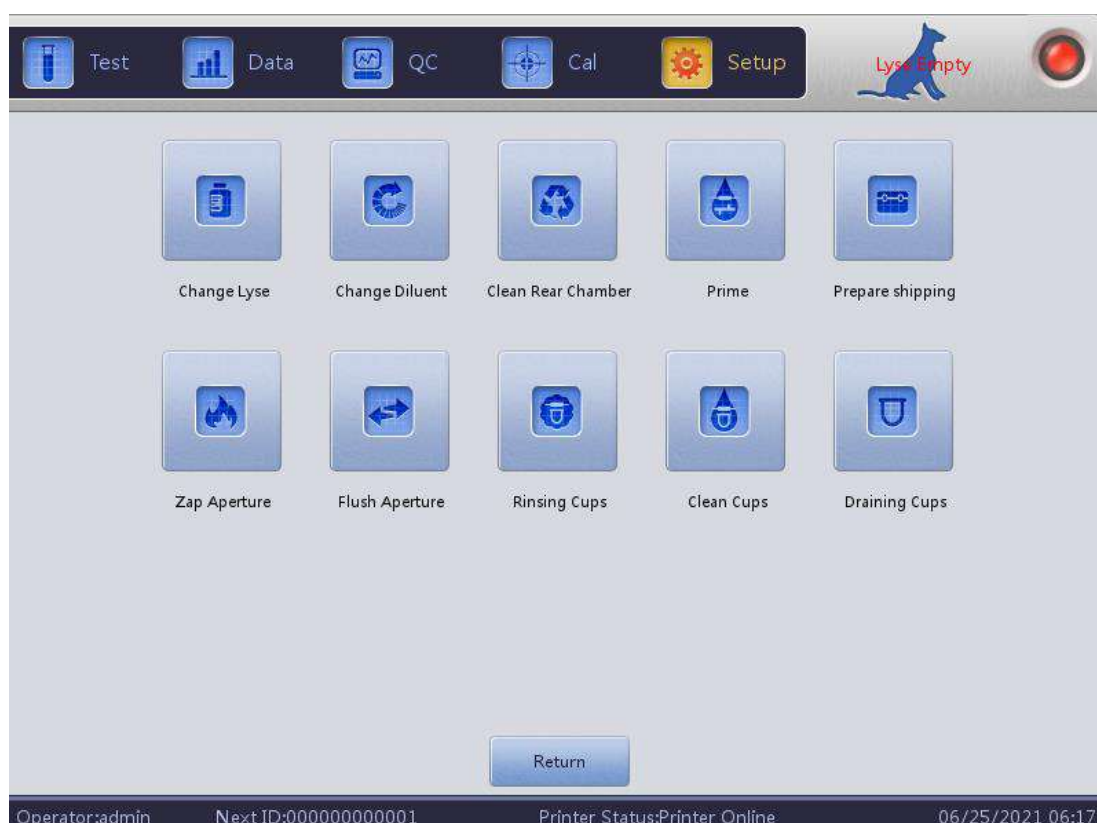 Test Data QC Cal Setup Lyse Empty
Change Lyse Change Diluent Clean Rear Chamber Prime Prepare shipping
Zap Aperture Flush Aperture Rinsing Cups Clean Cups Draining Cups
Return
Operator:admin Next ID:000000000001 Printer Status:Printer Online 06/25/2021 06:17